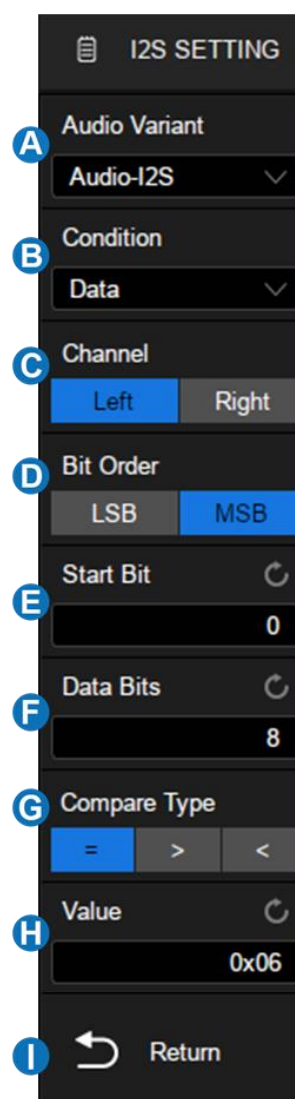 I2S SETTING
A
Audio Variant
Audio-I2S
B
Condition
Data
C
Channel
Left Right
D
Bit Order
LSB MSB
E
Start Bit
0
F
Data Bits
8
G
Compare Type
= > <
H
Value
0x06
I
Return